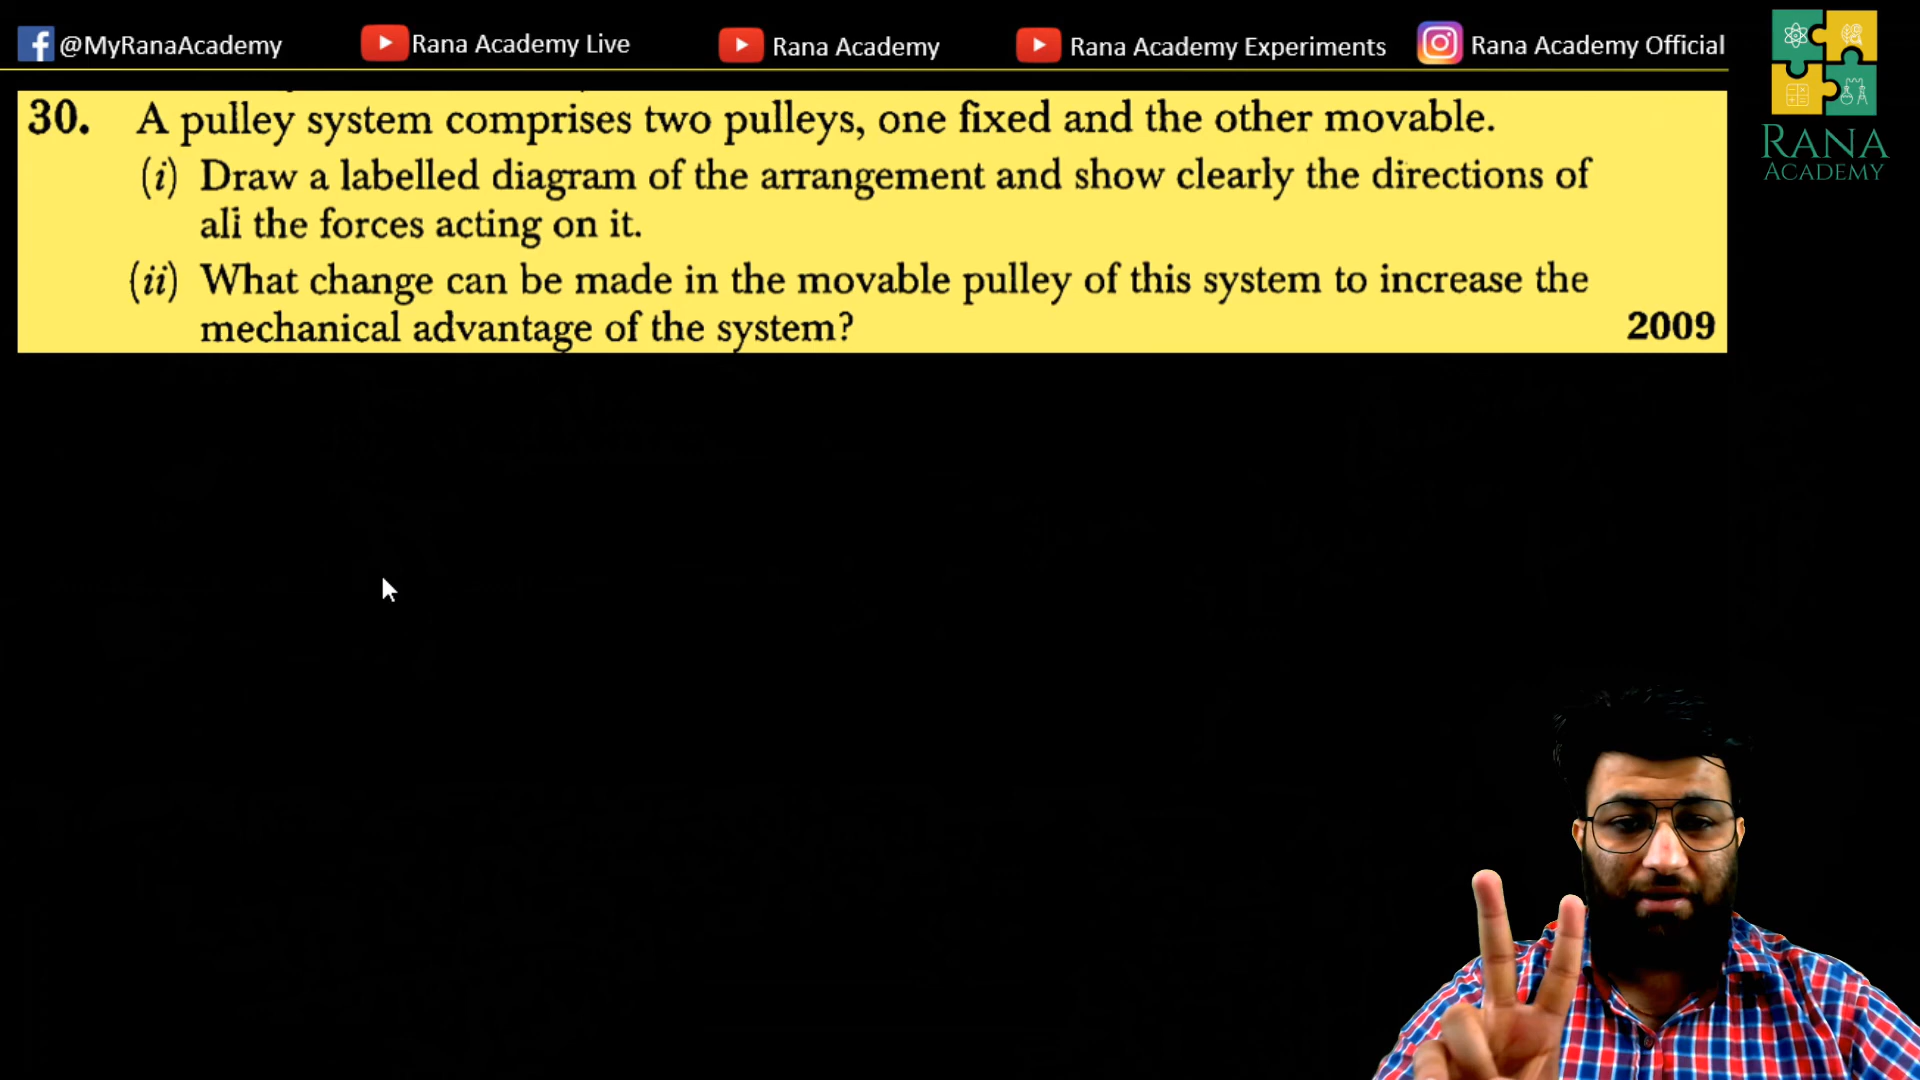 @MyRanaAcademy Rana Academy Live Rana Academy Rana Academy Experiments Rana Academy Official
RANA
ACADEMY
30. A pulley system comprises two pulleys, one fixed and the other movable.
(i) Draw a labelled diagram of the arrangement and show clearly the directions of
all the forces acting on it.
(ii) What change can be made in the movable pulley of this system to increase the
mechanical advantage of the system? 2009